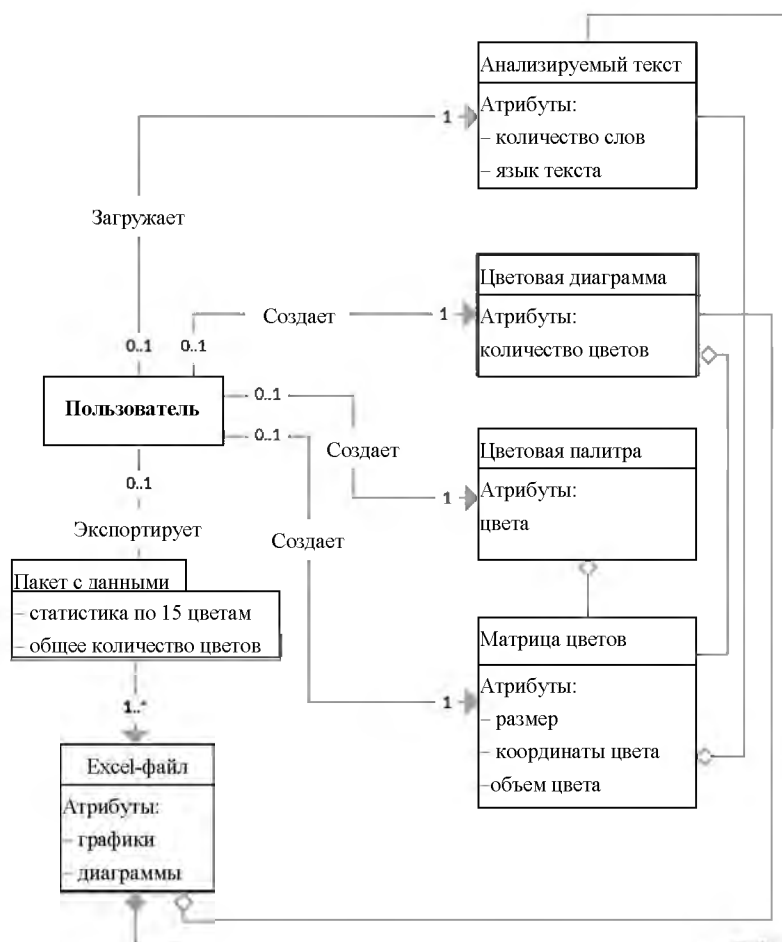 Анализируемый текст
Атрибуты:
– количество слов
– язык текста
1
Загружает
0..1
Цветовая диаграмма
Атрибуты:
количество цветов
1
Создает
0..1
Пользователь
0..1
0..1
Создает
1
Цветовая палитра
Атрибуты:
цвета
0..1
Экспортирует
Создает
1
Пакет с данными
– статистика по 15 цветам
– общее количество цветов
Матрица цветов
Атрибуты:
– размер
– координаты цвета
–объем цвета
1..*
Excel-файл
Атрибуты:
– графики
– диаграммы